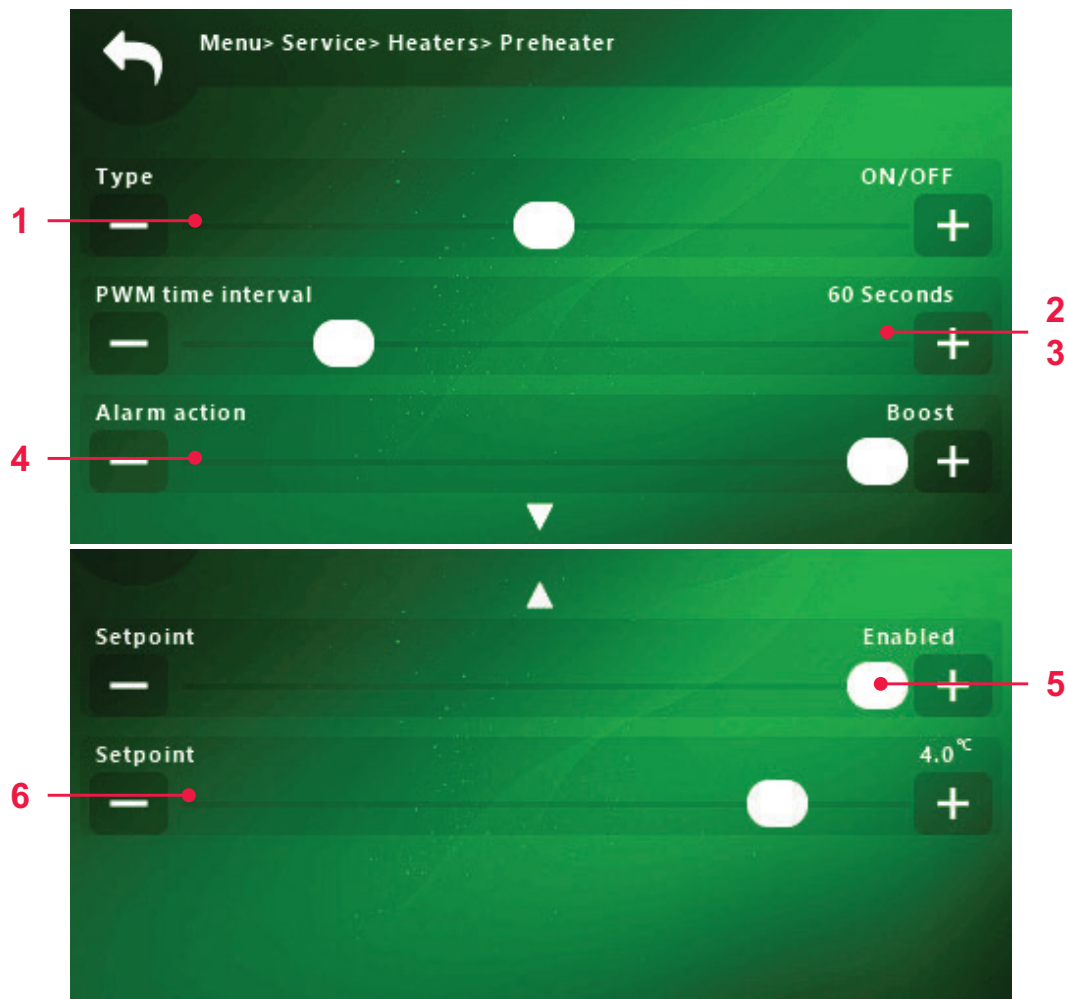 Menu> Service> Heaters> Preheater
Type ON/OFF
1
PWM time interval 60 Seconds
2
3
Alarm action Boost
4
Setpoint Enabled
5
Setpoint 4.0°C
6